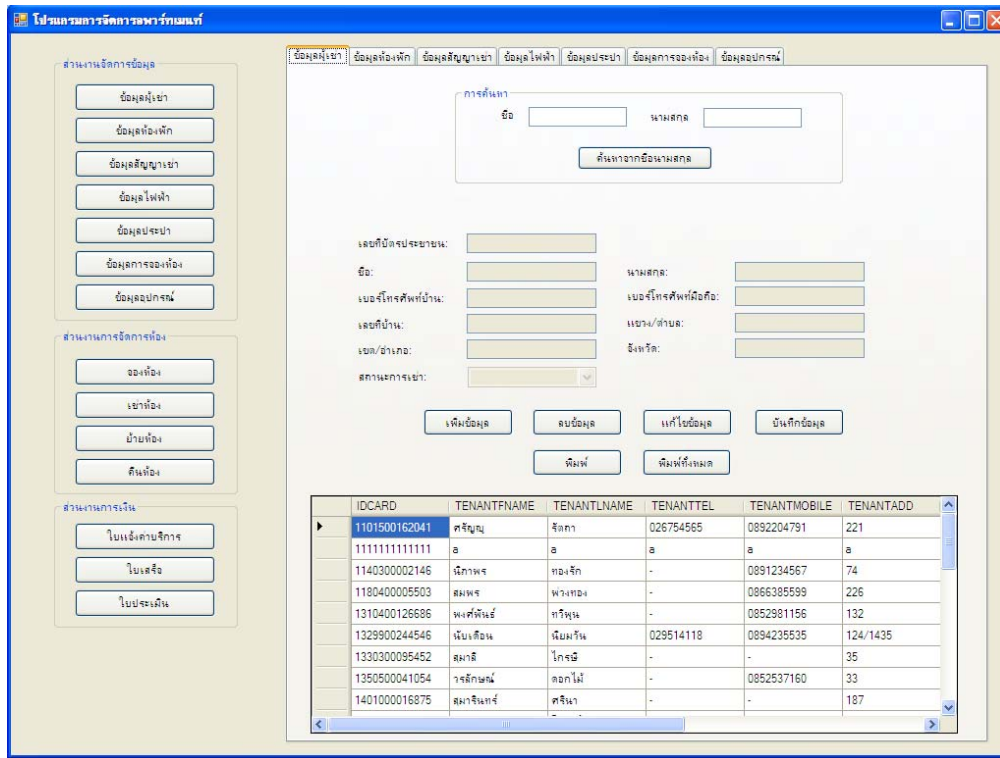 โปรแกรมการจัดการอพาร์ทเมนท์
ส่วนงานจัดการข้อมูล
ข้อมูลผู้เช่า
ข้อมูลห้องพัก
ข้อมูลสัญญาเช่า
ข้อมูลไฟฟ้า
ข้อมูลประปา
ข้อมูลการจองห้อง
ข้อมูลอุปกรณ์
ส่วนงานการจัดการห้อง
จองห้อง
เช่าห้อง
ย้ายห้อง
คืนห้อง
ส่วนงานการเงิน
ใบแจ้งค่าบริการ
ใบเสร็จ
ใบประเมิน
ข้อมูลผู้เช่า ข้อมูลห้องพัก ข้อมูลสัญญาเช่า ข้อมูลไฟฟ้า ข้อมูลประปา ข้อมูลการจองห้อง ข้อมูลอุปกรณ์
การค้นหา
ชื่อ นามสกุล
ค้นหาจากชื่อนามสกุล
เลขที่บัตรประชาชน:
ชื่อ: นามสกุล:
เบอร์โทรศัพท์บ้าน: เบอร์โทรศัพท์มือถือ:
เลขที่บ้าน: แขวง/ตำบล:
เขต/อำเภอ: จังหวัด:
สถานะการเช่า:
เพิ่มข้อมูล ลบข้อมูล แก้ไขข้อมูล บันทึกข้อมูล
พิมพ์ พิมพ์ทั้งหมด
IDCARD TENANTFNAME TENANTLNAME TENANTTEL TENANTMOBILE TENANTADD
1101500162041 ศรัญญู รัตกา 026754565 0892204791 221
1111111111111 a a a a a
1140300002146 นิภาพร ทองรัก - 0891234567 74
1180400005503 สมพร พ่วงทอง - 0866385599 226
1310400126686 พงศ์พันธ์ ทวิพูน - 0852981156 132
1329900244546 นับเดือน นิยมวัน 029514118 0894235535 124/1435
1330300095452 สุมาลี ไกรษี - - 35
1350500041054 วรลักษณ์ ดอกไม้ - 0852537160 33
1401000016875 สุมารินทร์ ศรีนา - - 187